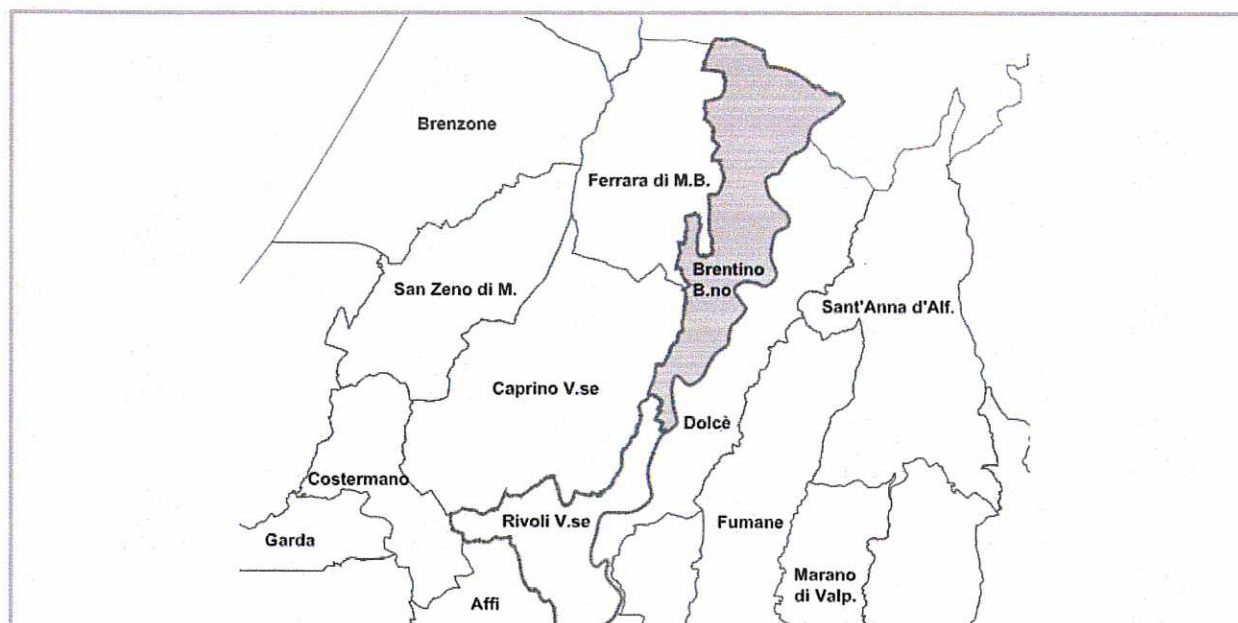 Brenzone
Ferrara di M.B.
Brentino
B.no
San Zeno di M.
Sant'Anna d'Alf.
Caprino V.se
Dolcè
Costermano
Rivoli V.se
Fumane
Garda
Marano
di Valp.
Affi